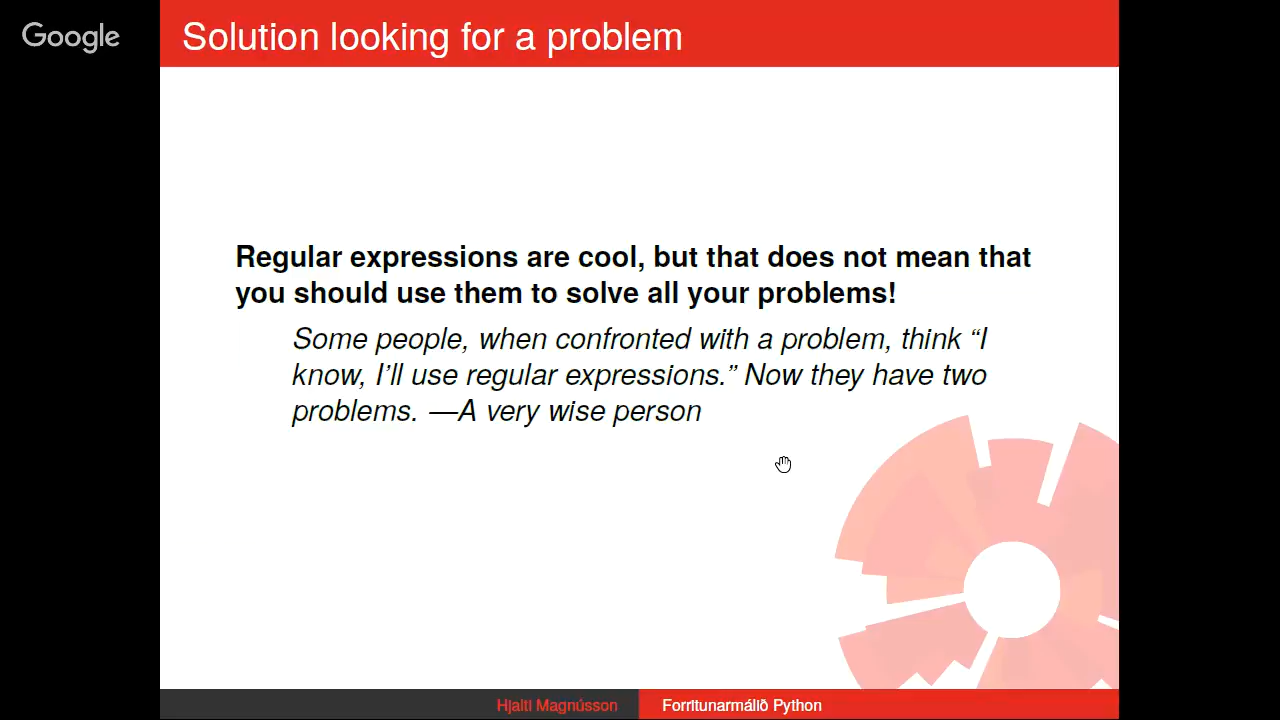 Google
Solution looking for a problem
Regular expressions are cool, but that does not mean that
you should use them to solve all your problems!
Some people, when confronted with a problem, think “I
know, I’ll use regular expressions.” Now they have two
problems. —A very wise person
Hjalti Magnússon
Forritunarmálið Python